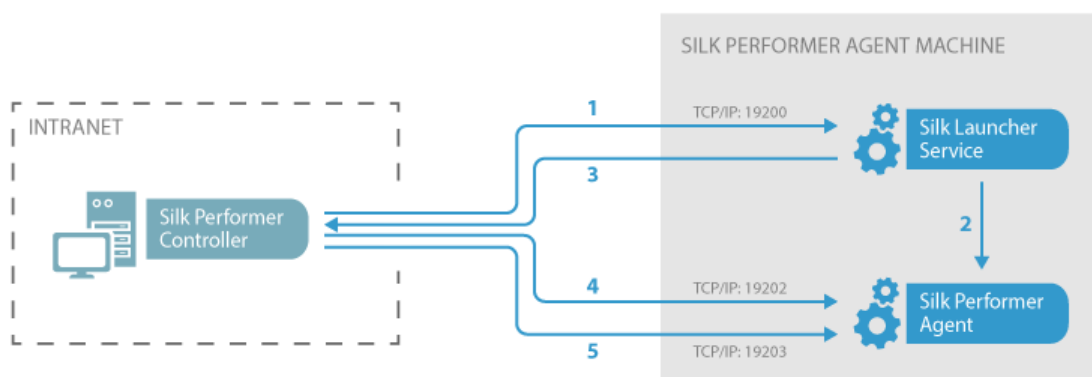 SILK PERFORMER AGENT MACHINE
INTRANET
1
TCP/IP: 19200
Silk Launcher
Service
3
Silk Performer
Controller
2
4
TCP/IP: 19202
Silk Performer
Agent
5
TCP/IP: 19203